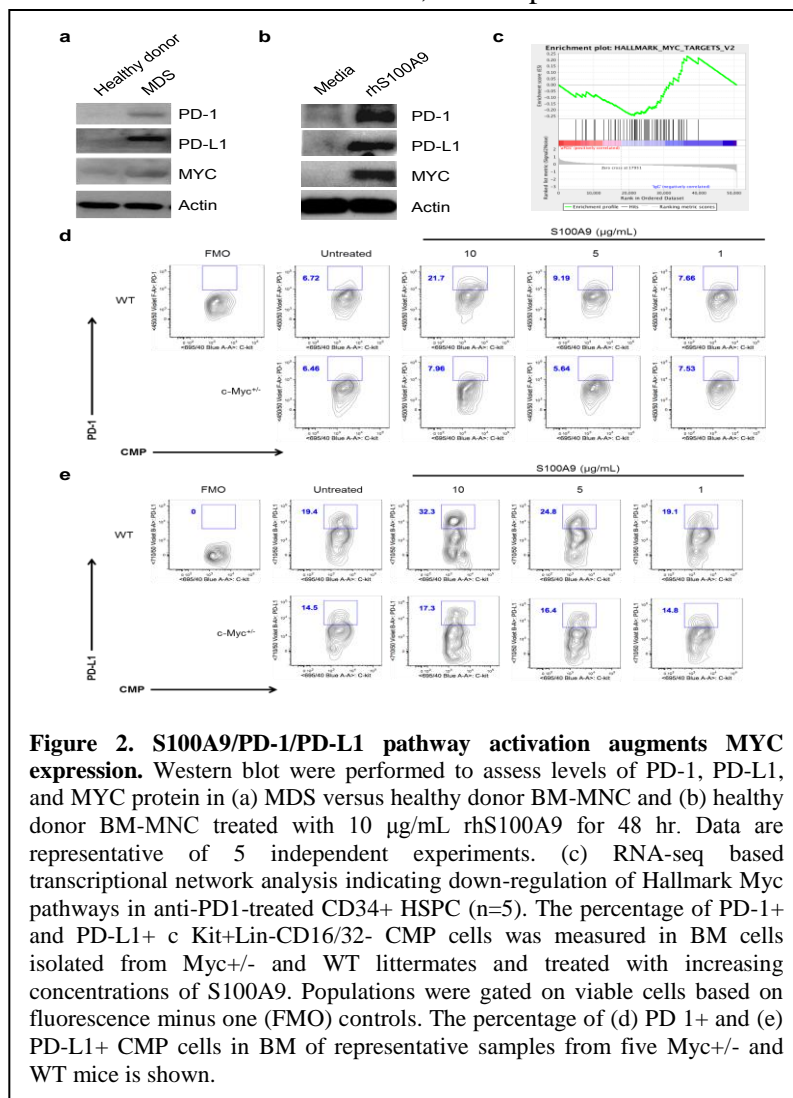 a
b
c
Healthy donor
MDS
Media
rhS100A9
PD-1
PD-L1
MYC
Actin
PD-1
PD-L1
MYC
Actin
Enrichment plot: HALLMARK_MYC_TARGETS_V2
Enrichment profile
Hits
Ranking metric scores
Rank in Ordered Dataset
d
S100A9 (μg/mL)
FMO
Untreated
10
5
1
WT
6.72
21.7
9.19
7.66
c-Myc+/-
6.46
7.96
5.64
7.53
PD-1
CMP
e
S100A9 (μg/mL)
FMO
Untreated
10
5
1
WT
0
19.4
32.3
24.8
19.1
c-Myc+/-
14.5
17.3
16.4
14.8
PD-L1
CMP
Figure 2. S100A9/PD-1/PD-L1 pathway activation augments MYC
expression. Western blot were performed to assess levels of PD-1, PD-L1,
and MYC protein in (a) MDS versus healthy donor BM-MNC and (b) healthy
donor BM-MNC treated with 10 μg/mL rhS100A9 for 48 hr. Data are
representative of 5 independent experiments. (c) RNA-seq based
transcriptional network analysis indicating down-regulation of Hallmark Myc
pathways in anti-PD1-treated CD34+ HSPC (n=5). The percentage of PD-1+
and PD-L1+ c Kit+Lin-CD16/32- CMP cells was measured in BM cells
isolated from Myc+/- and WT littermates and treated with increasing
concentrations of S100A9. Populations were gated on viable cells based on
fluorescence minus one (FMO) controls. The percentage of (d) PD 1+ and (e)
PD-L1+ CMP cells in BM of representative samples from five Myc+/- and
WT mice is shown.